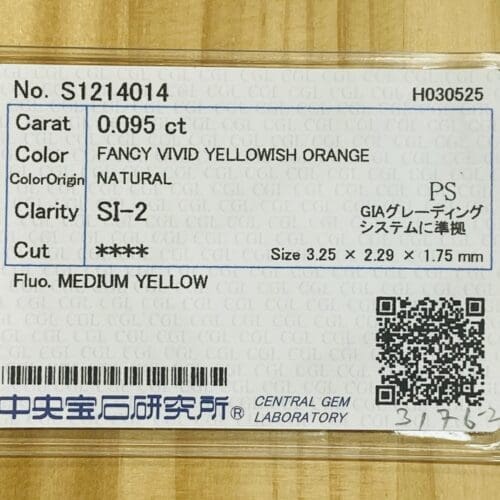 No. S1214014 H030525
Carat 0.095 ct
Color FANCY VIVID YELLOWISH ORANGE
ColorOrigin NATURAL
Clarity SI-2
PS
GIAグレーディング
システムに準拠
Cut ****
Size 3.25 × 2.29 × 1.75 mm
Fluo. MEDIUM YELLOW
中央宝石研究所® CENTRAL GEM
LABORATORY